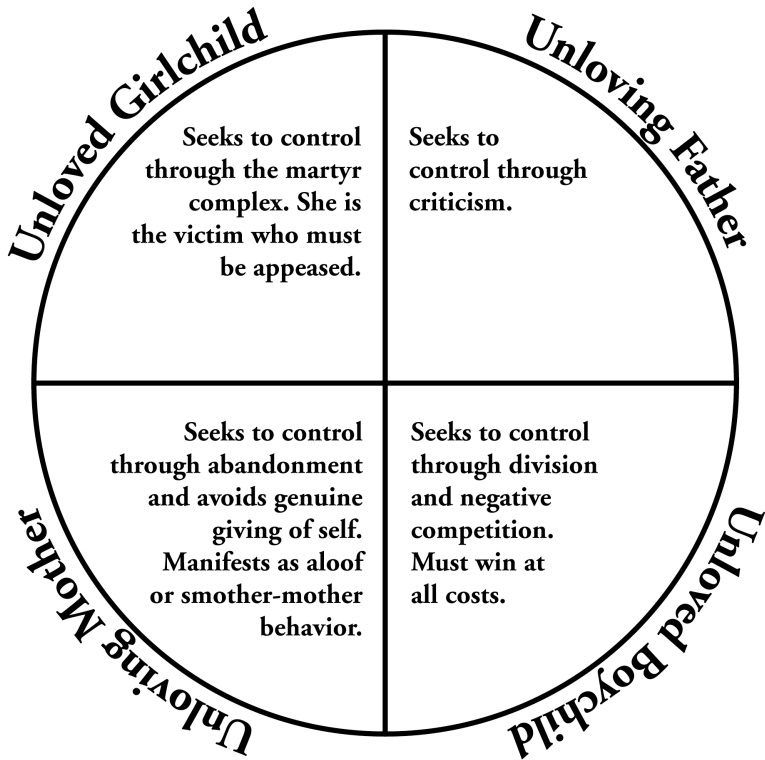 Unloved Girlchild
Seeks to control
through the martyr
complex. She is
the victim who must
be appeased.
Unloving Father
Seeks to
control through
criticism.
Unloving Mother
Seeks to control
through abandonment
and avoids genuine
giving of self.
Manifests as aloof
or smother-mother
behavior.
Unloved Boychild
Seeks to control
through division
and negative
competition.
Must win at
all costs.